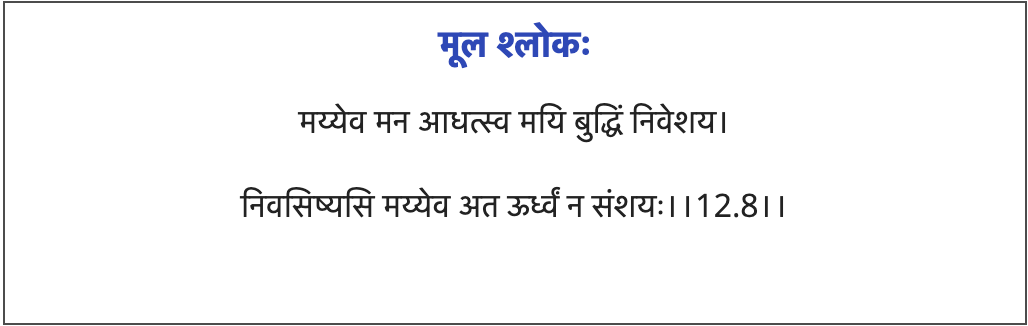 मूल श्लोकः
मय्येव मन आधत्स्व मयि बुद्धिं निवेशय।
निवसिष्यसि मय्येव अत ऊर्ध्वं न संशयः।।12.8।।